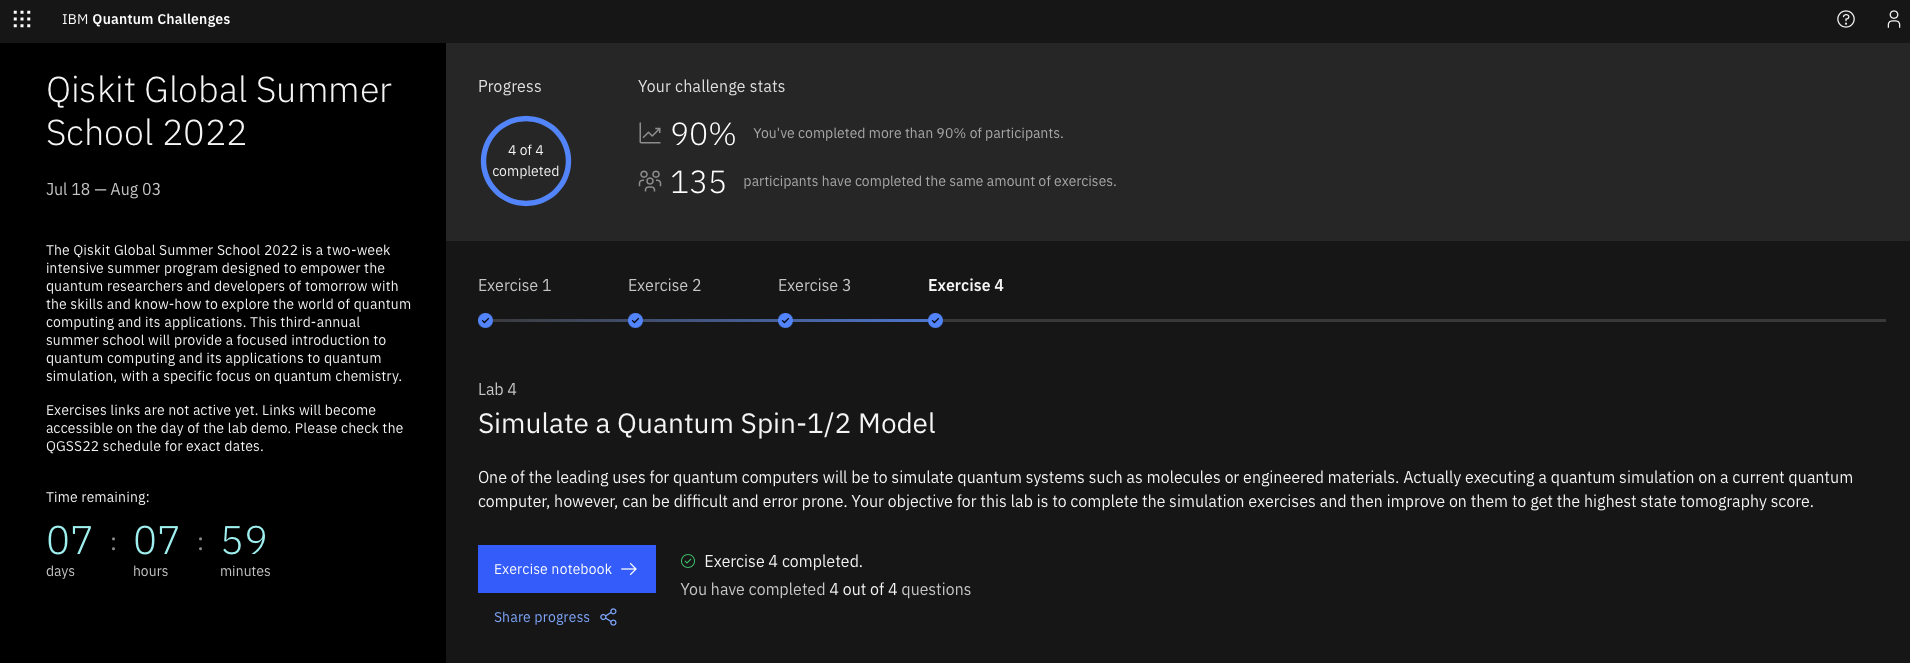 IBM Quantum Challenges
Qiskit Global Summer
School 2022
Jul 18 — Aug 03
The Qiskit Global Summer School 2022 is a two-week
intensive summer program designed to empower the
quantum researchers and developers of tomorrow with
the skills and know-how to explore the world of quantum
computing and its applications. This third-annual
summer school will provide a focused introduction to
quantum computing and its applications to quantum
simulation, with a specific focus on quantum chemistry.
Exercises links are not active yet. Links will become
accessible on the day of the lab demo. Please check the
QGSS22 schedule for exact dates.
Time remaining:
07 : 07 : 59
days hours minutes
Progress
4 of 4
completed
Your challenge stats
90% You've completed more than 90% of participants.
135 participants have completed the same amount of exercises.
Exercise 1 Exercise 2 Exercise 3 Exercise 4
Lab 4
Simulate a Quantum Spin-1/2 Model
One of the leading uses for quantum computers will be to simulate quantum systems such as molecules or engineered materials. Actually executing a quantum simulation on a current quantum
computer, however, can be difficult and error prone. Your objective for this lab is to complete the simulation exercises and then improve on them to get the highest state tomography score.
Exercise notebook
Share progress
Exercise 4 completed.
You have completed 4 out of 4 questions